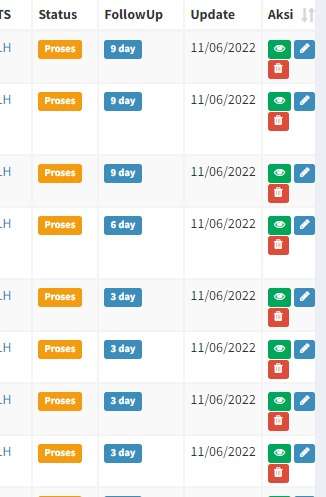 TS Status FollowUp Update Aksi
LH Proses 9 day 11/06/2022
LH Proses 9 day 11/06/2022
LH Proses 9 day 11/06/2022
LH Proses 6 day 11/06/2022
LH Proses 3 day 11/06/2022
LH Proses 3 day 11/06/2022
LH Proses 3 day 11/06/2022
LH Proses 3 day 11/06/2022